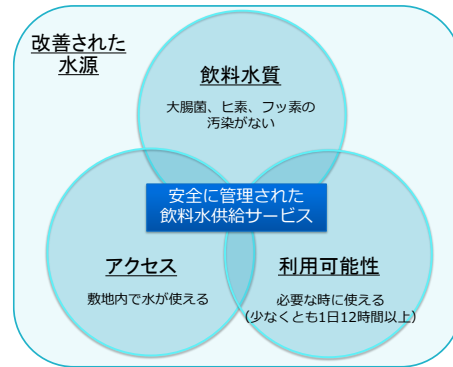 改善された
水源
飲料水質
大腸菌、ヒ素、フッ素の
汚染がない
安全に管理された
飲料水供給サービス
アクセス
敷地内で水が使える
利用可能性
必要な時に使える
（少なくとも1日12時間以上）